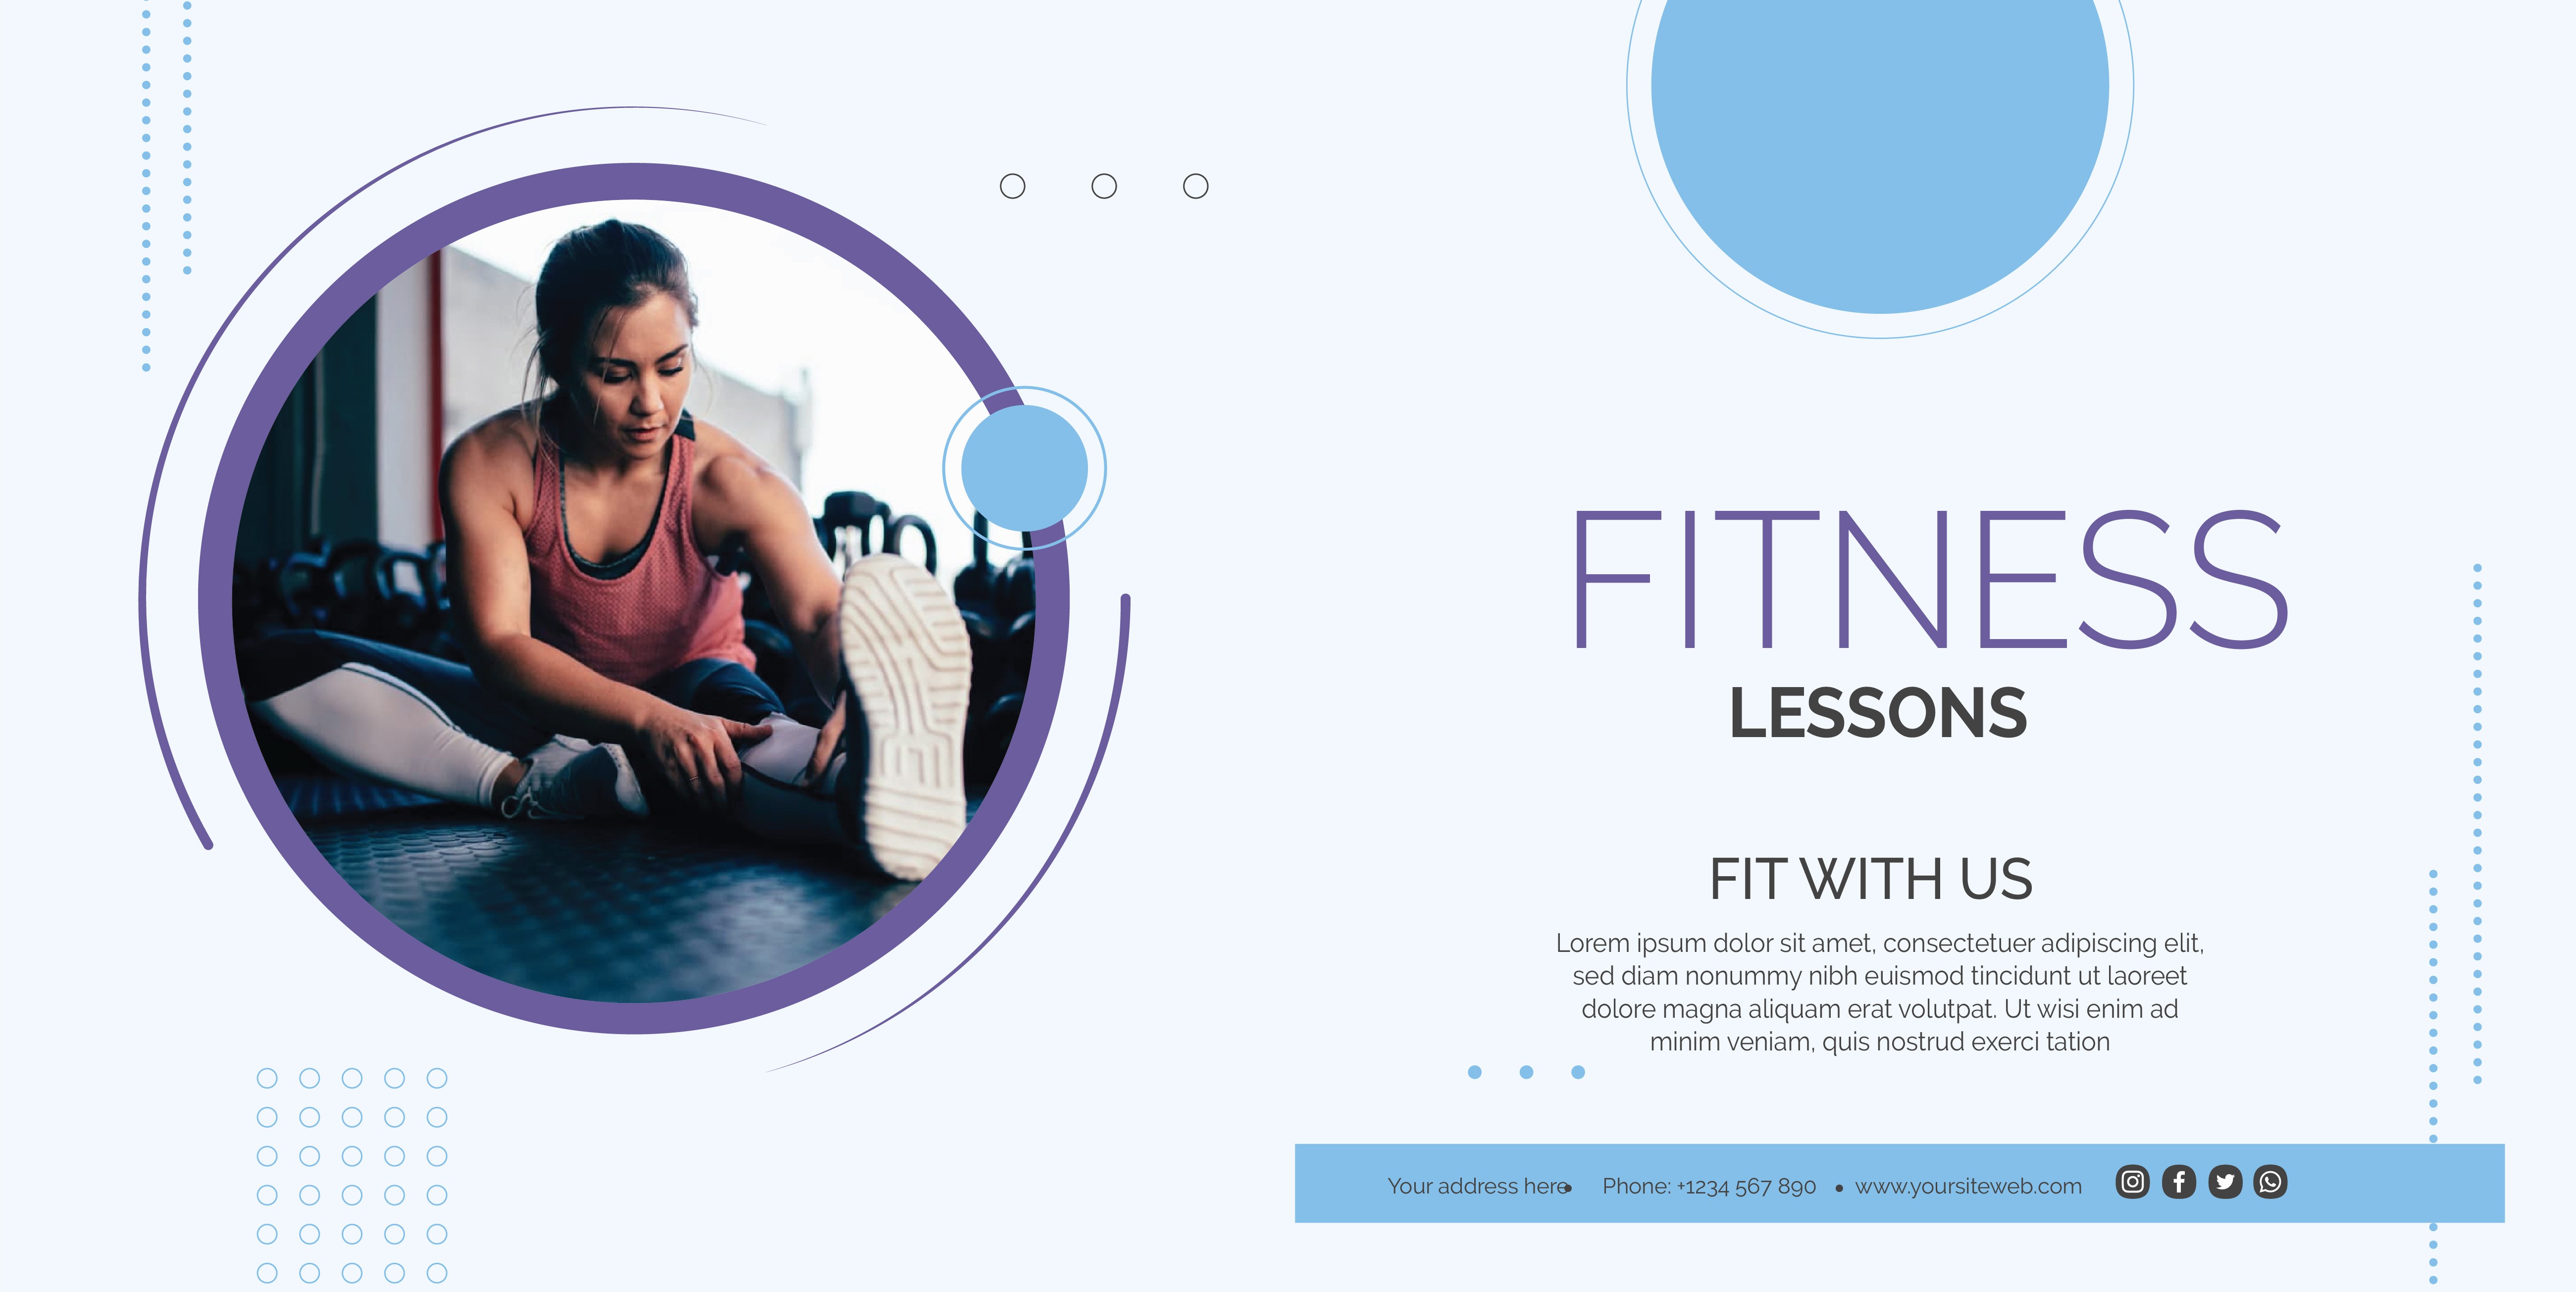 FITNESS
LESSONS
FIT WITH US
Lorem ipsum dolor sit amet, consectetuer adipiscing elit,
sed diam nonummy nibh euismod tincidunt ut laoreet
dolore magna aliquam erat volutpat. Ut wisi enim ad
minim veniam, quis nostrud exerci tation
Your address here • Phone: +1234 567 890 • www.yoursiteweb.com